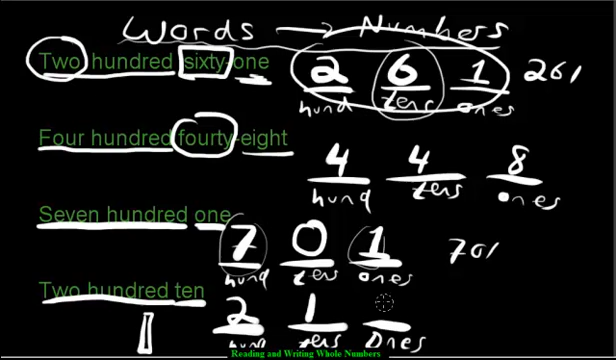 Words → Numbers
Two hundred sixty-one 2 6 1 261
hund tens ones
Four hundred fourty-eight 4 4 8
hund tens ones
Seven hundred one 7 0 1 701
hund tens ones
Two hundred ten 2 1
hund tens ones
Reading and Writing Whole Numbers